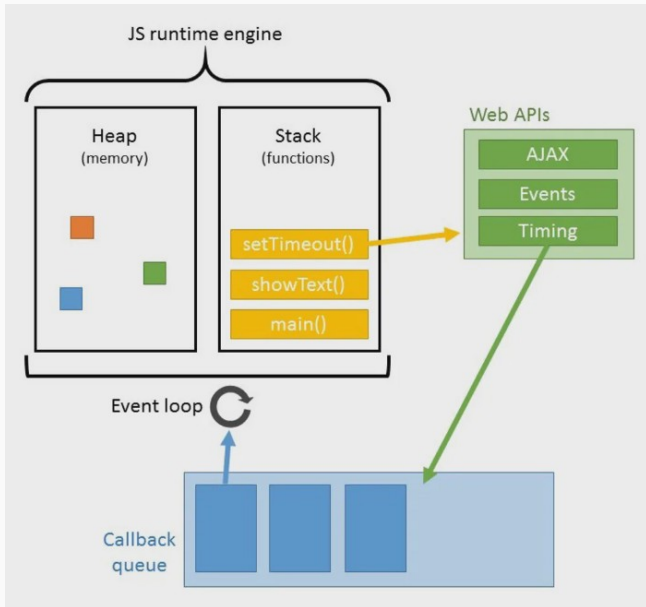 JS runtime engine
Heap
(memory)
Stack
(functions)
setTimeout()
showText()
main()
Web APIs
AJAX
Events
Timing
Event loop
Callback
queue